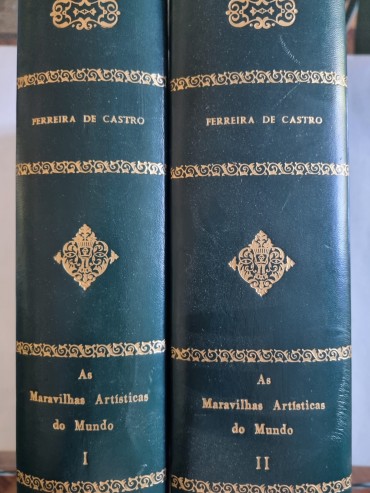 FERREIRA DE CASTRO
As
Maravilhas Artísticas
do Mundo
I
FERREIRA DE CASTRO
As
Maravilhas Artísticas
do Mundo
II